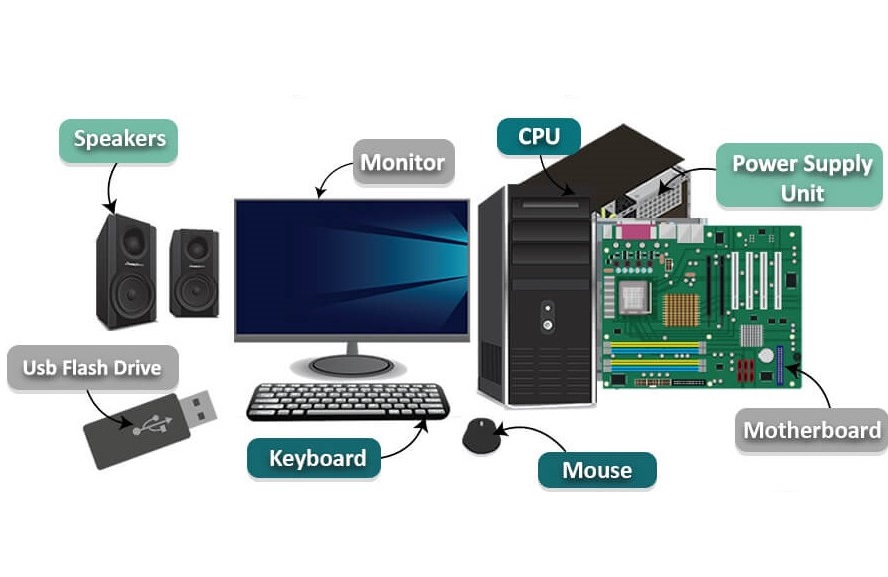 Speakers
Monitor
CPU
Power Supply
Unit
Usb Flash Drive
Keyboard
Mouse
Motherboard